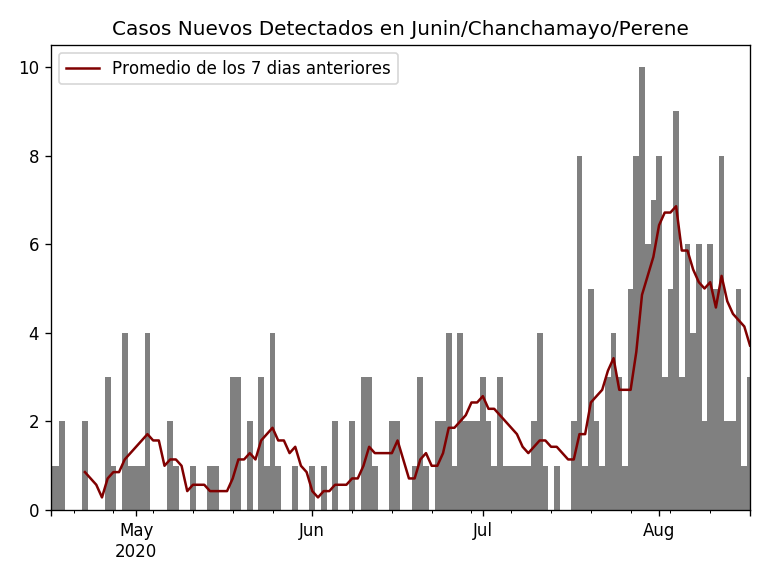 Casos Nuevos Detectados en Junin/Chanchamayo/Perene
Promedio de los 7 dias anteriores
10
8
6
4
2
0
May Jun Jul Aug
2020